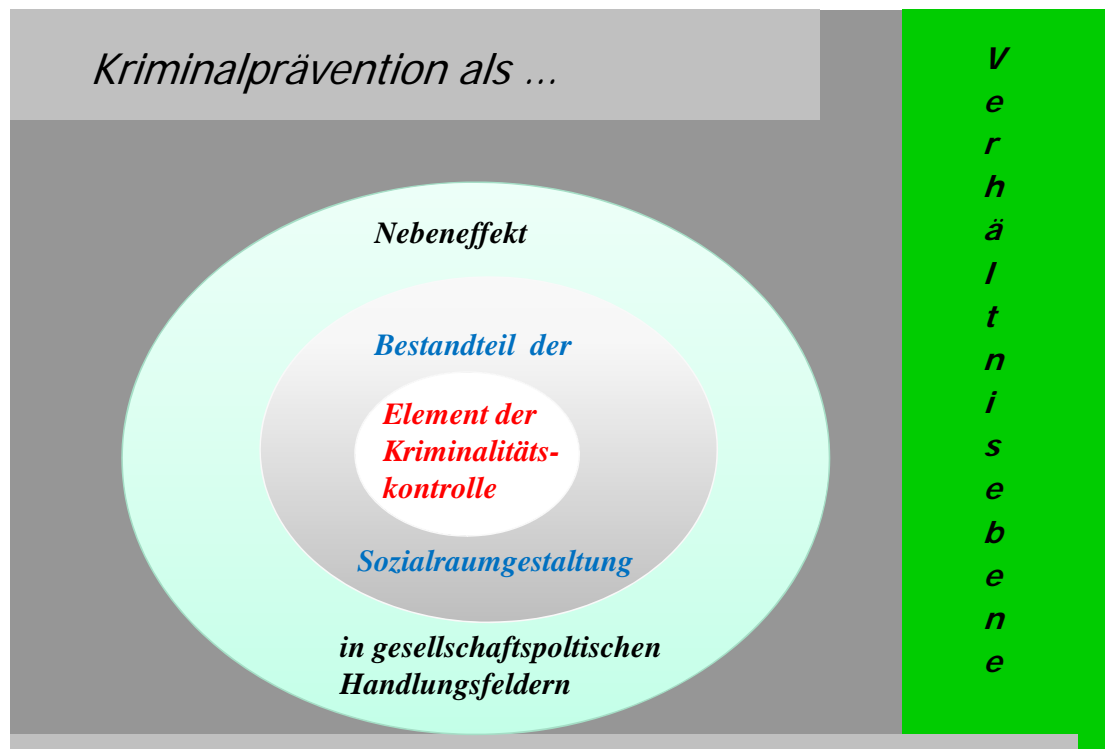 Kriminalprävention als ...
Nebeneffekt
Bestandteil der
Element der
Kriminalitäts-
kontrolle
Sozialraumgestaltung
in gesellschaftspoltischen
Handlungsfeldern
V
e
r
h
ä
l
t
n
i
s
e
b
e
n
e